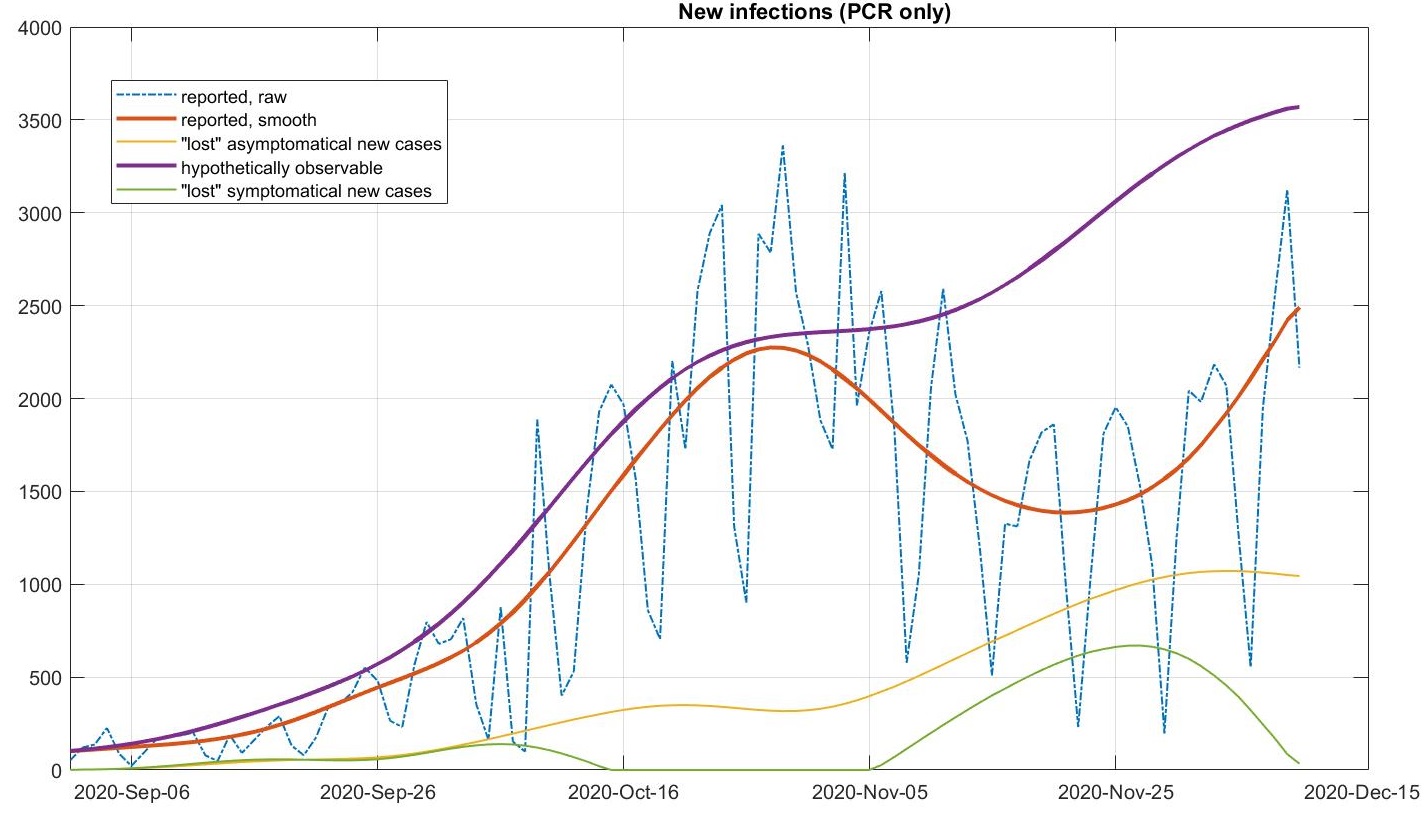 New infections (PCR only)
4000
3500
3000
2500
2000
1500
1000
500
0
reported, raw
reported, smooth
"lost" asymptomatical new cases
hypothetically observable
"lost" symptomatical new cases
2020-Sep-06
2020-Sep-26
2020-Oct-16
2020-Nov-05
2020-Nov-25
2020-Dec-15